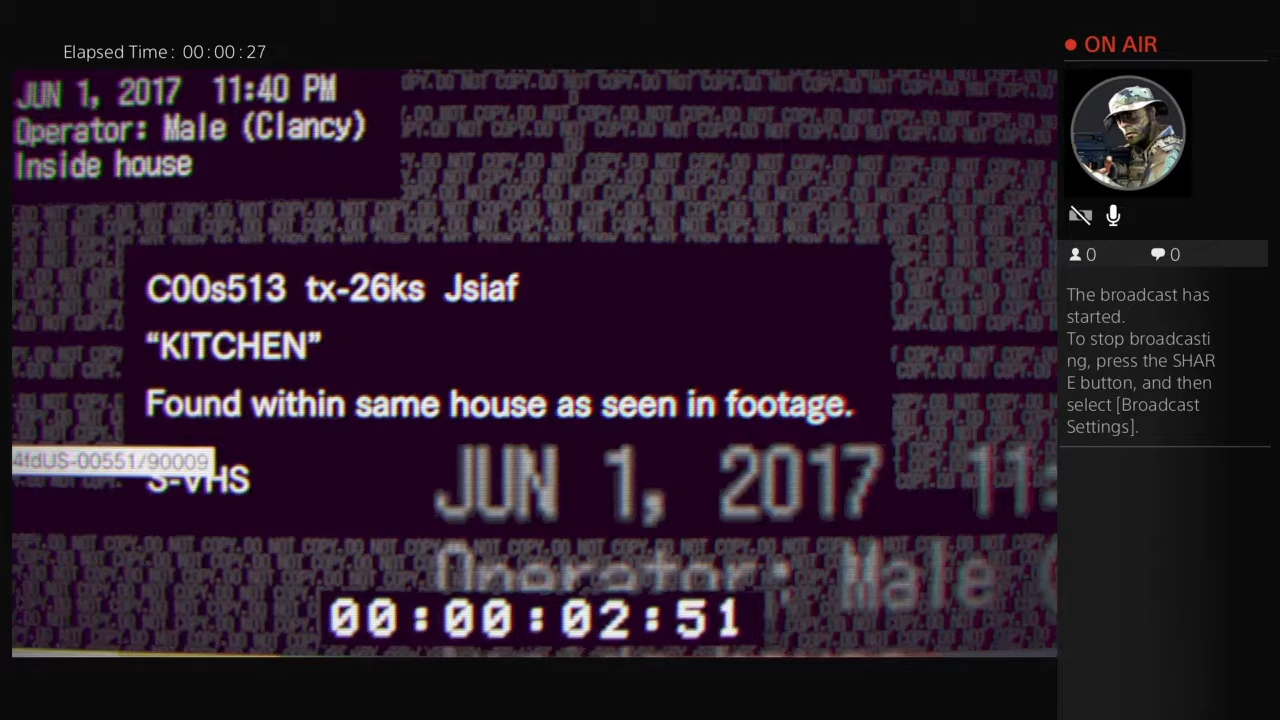 Elapsed Time: 00:00:27
ON AIR
JUN 1, 2017 11:40 PM
Operator: Male (Clancy)
Inside house
C00s513 tx-26ks Jsiaf
“KITCHEN”
Found within same house as seen in footage.
4fdUS-00551/90009
S-VHS
JUN 1, 2017 11:
Operator: Male (
00:00:02:51
0
0
The broadcast has
started.
To stop broadcasti
ng, press the SHAR
E button, and then
select [Broadcast
Settings].